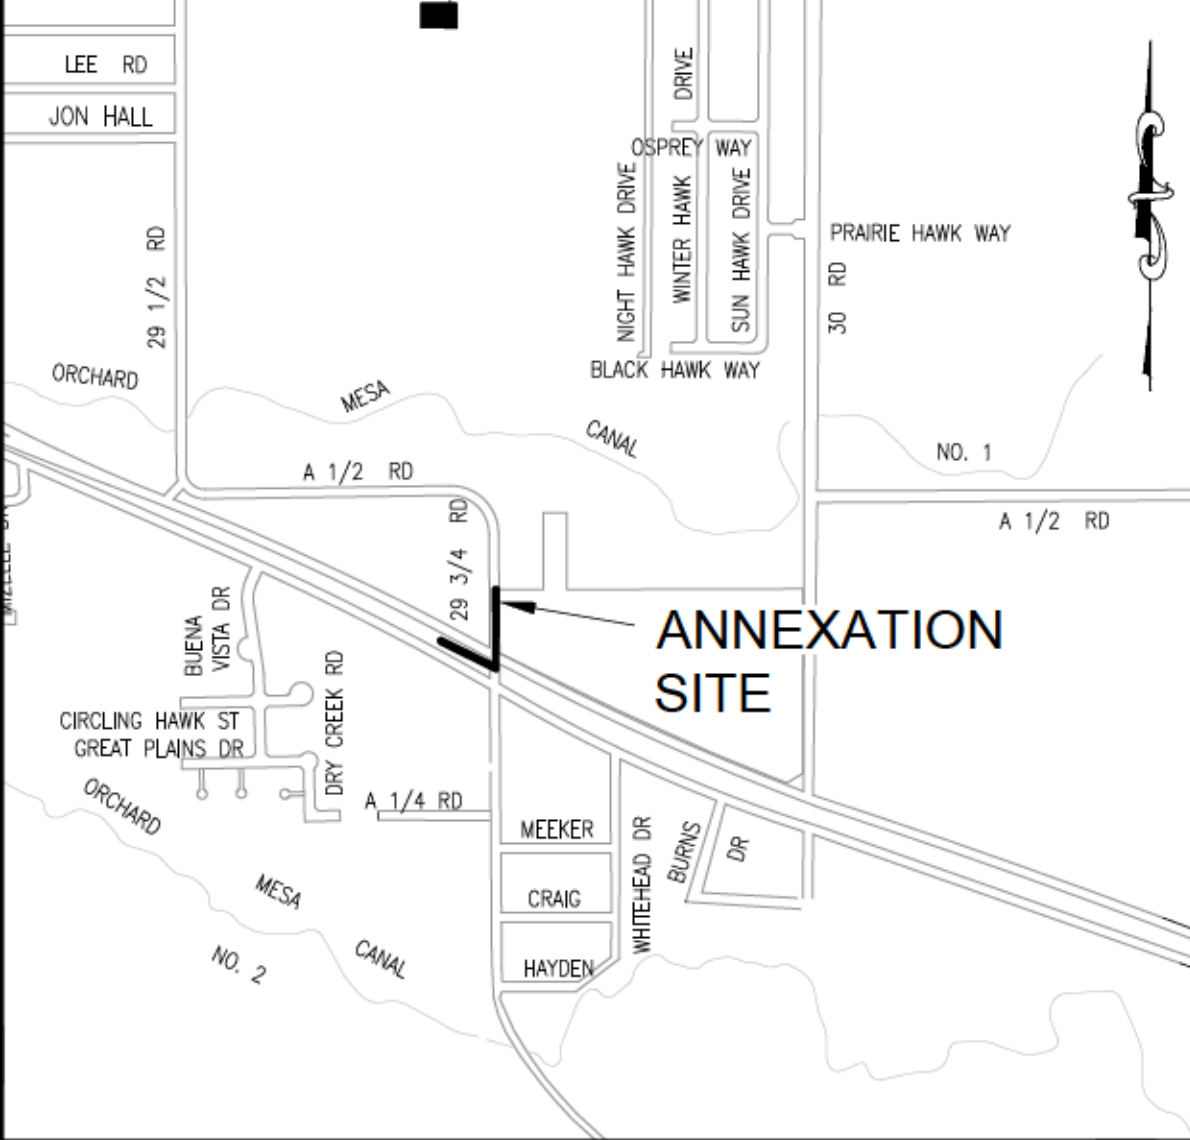 LEE RD
JON HALL
29 1/2 RD
ORCHARD
MESA
CANAL
NO. 1
DRIVE
OSPREY WAY
NIGHT HAWK DRIVE
WINTER HAWK
SUN HAWK DRIVE
BLACK HAWK WAY
PRAIRIE HAWK WAY
30 RD
A 1/2 RD
A 1/2 RD
29 3/4 RD
ANNEXATION
SITE
BUENA
VISTA DR
DRY CREEK RD
CIRCLING HAWK ST
GREAT PLAINS DR
A 1/4 RD
ORCHARD
MESA
CANAL
NO. 2
MEEKER
CRAIG
HAYDEN
WHITEHEAD DR
BURNS
DR